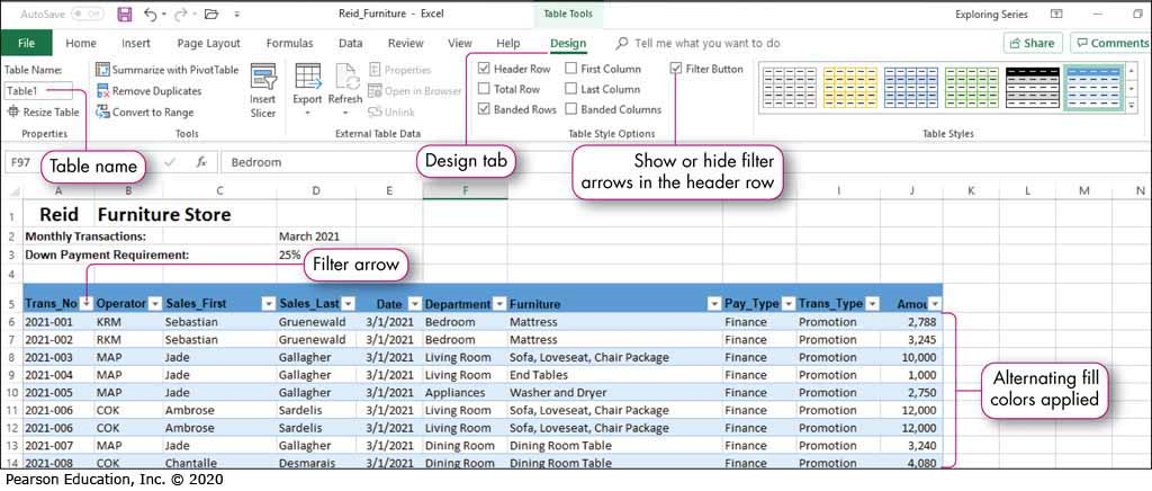 AutoSave Off Reid_Furniture - Excel Table Tools Exploring Series
File Home Insert Page Layout Formulas Data Review View Help Design Tell me what you want to do Share Comments
Table Name: Summarize with PivotTable Properties Header Row First Column Filter Button
Table1 Remove Duplicates Insert Slicer Export Refresh Open in Browser Total Row Last Column
Resize Table Convert to Range Unlink Banded Rows Banded Columns
Properties Tools External Table Data Table Style Options Table Styles
F97 Table name fx Bedroom Design tab Show or hide filter
arrows in the header row
A B C D E F I J K L M N
1 Reid Furniture Store
2 Monthly Transactions: March 2021
3 Down Payment Requirement: 25%
Filter arrow
4
5 Trans_No Operator Sales_First Sales_Last Date Department Furniture Pay_Type Trans_Type Amou
6 2021-001 KRM Sebastian Gruenewald 3/1/2021 Bedroom Mattress Finance Promotion 2,788
7 2021-002 RKM Sebastian Gruenewald 3/1/2021 Bedroom Mattress Finance Promotion 3,245
8 2021-003 MAP Jade Gallagher 3/1/2021 Living Room Sofa, Loveseat, Chair Package Finance Promotion 10,000
9 2021-004 MAP Jade Gallagher 3/1/2021 Living Room End Tables Finance Promotion 1,000
10 2021-005 MAP Jade Gallagher 3/1/2021 Appliances Washer and Dryer Finance Promotion 2,750
11 2021-006 COK Ambrose Sardelis 3/1/2021 Living Room Sofa, Loveseat, Chair Package Finance Promotion 12,000
12 2021-006 COK Ambrose Sardelis 3/1/2021 Living Room Sofa, Loveseat, Chair Package Finance Promotion 12,000
13 2021-007 MAP Jade Gallagher 3/1/2021 Dining Room Dining Room Table Finance Promotion 3,240
14 2021-008 COK Chantalle Desmarais 3/1/2021 Dining Room Dining Room Table Finance Promotion 4,080
Alternating fill
colors applied
Pearson Education, Inc. © 2020